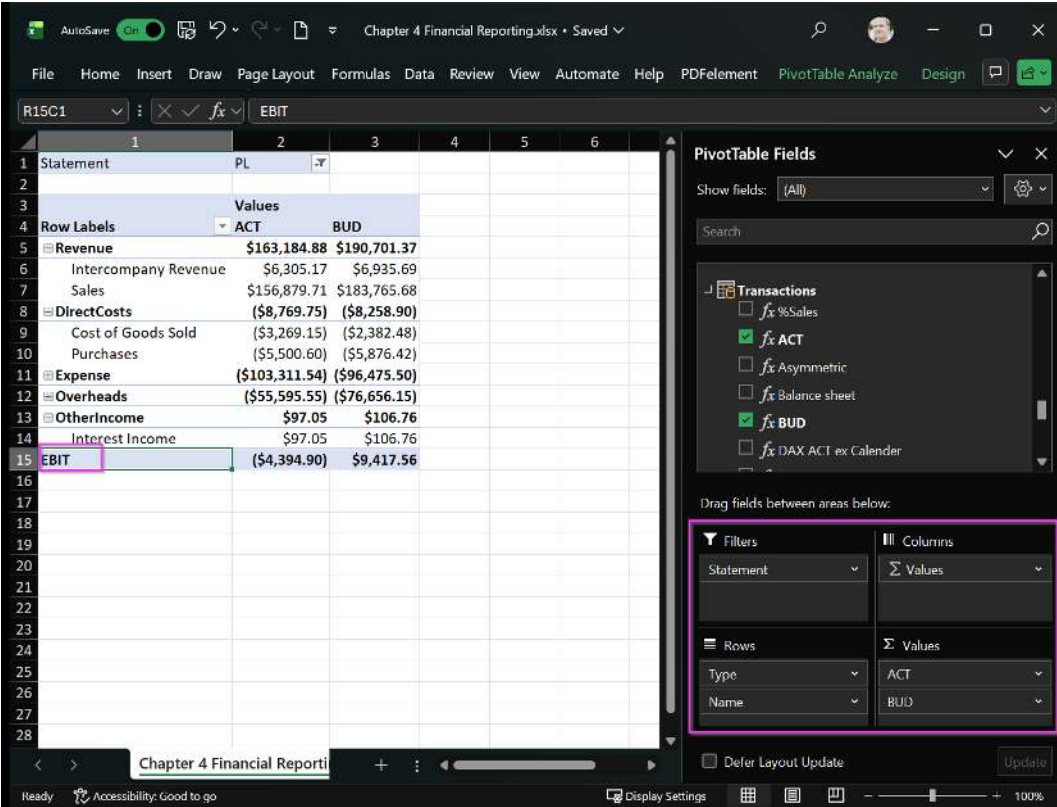 AutoSave On Chapter 4 Financial Reporting.xlsx • Saved
File Home Insert Draw Page Layout Formulas Data Review View Automate Help PDFelement PivotTable Analyze Design
R15C1 fx EBIT
1 2 3 4 5 6
1 Statement PL
2
3 Values
4 Row Labels ACT BUD
5 Revenue $163,184.88 $190,701.37
6 Intercompany Revenue $6,305.17 $6,935.69
7 Sales $156,879.71 $183,765.68
8 DirectCosts ($8,769.75) ($8,258.90)
9 Cost of Goods Sold ($3,269.15) ($2,382.48)
10 Purchases ($5,500.60) ($5,876.42)
11 Expense ($103,311.54) ($96,475.50)
12 Overheads ($55,595.55) ($76,656.15)
13 OtherIncome $97.05 $106.76
14 Interest Income $97.05 $106.76
15 EBIT ($4,394.90) $9,417.56
16
17
18
19
20
21
22
23
24
25
26
27
28
PivotTable Fields
Show fields: (All)
Search
Transactions
fx %Sales
fx ACT
fx Asymmetric
fx Balance sheet
fx BUD
fx DAX ACT ex Calender
Drag fields between areas below:
Filters Columns
Statement Σ Values
Rows Σ Values
Type ACT
Name BUD
Defer Layout Update Update
Chapter 4 Financial Reporti
Ready Accessibility: Good to go Display Settings 100%